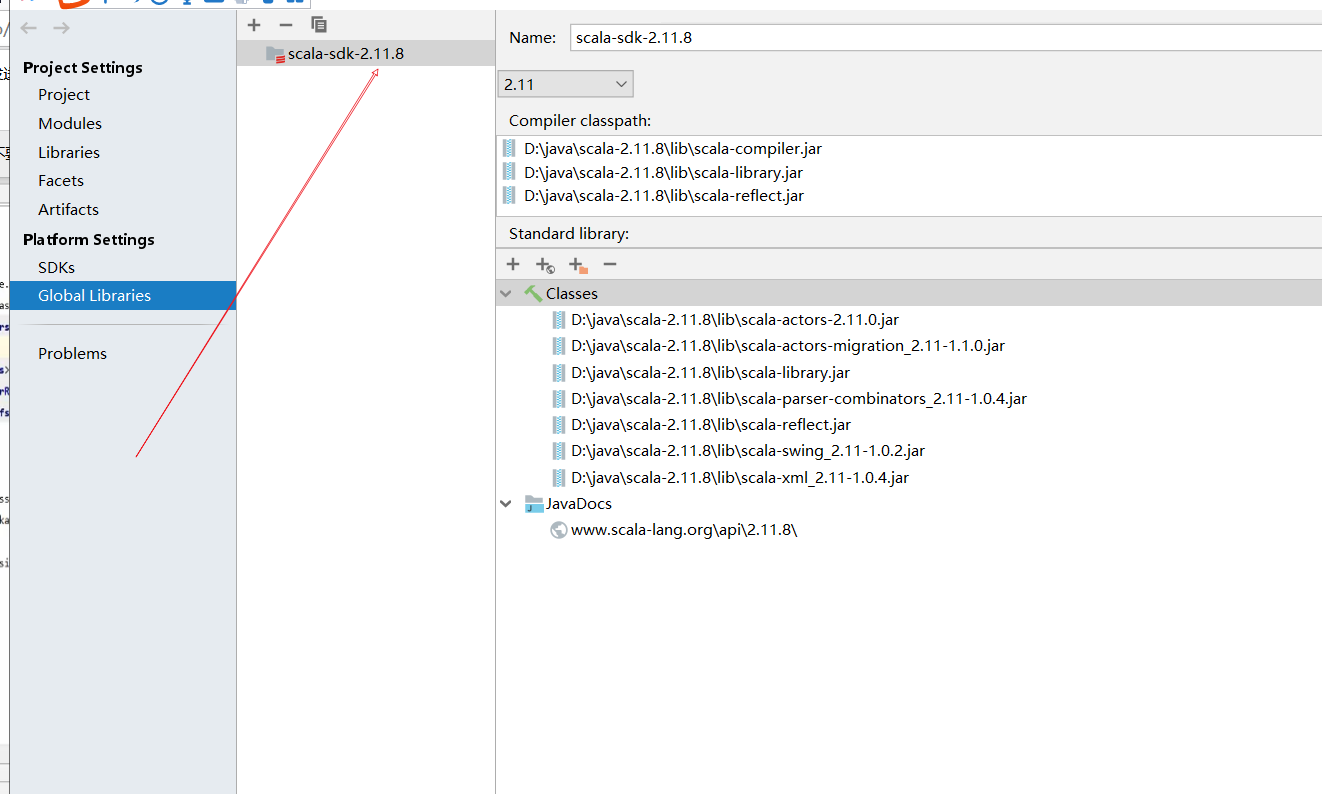 Project Settings
Project
Modules
Libraries
Facets
Artifacts
Platform Settings
SDKs
Global Libraries
Problems
scala-sdk-2.11.8
Name: scala-sdk-2.11.8
2.11
Compiler classpath:
D:\java\scala-2.11.8\lib\scala-compiler.jar
D:\java\scala-2.11.8\lib\scala-library.jar
D:\java\scala-2.11.8\lib\scala-reflect.jar
Standard library:
Classes
D:\java\scala-2.11.8\lib\scala-actors-2.11.0.jar
D:\java\scala-2.11.8\lib\scala-actors-migration_2.11-1.1.0.jar
D:\java\scala-2.11.8\lib\scala-library.jar
D:\java\scala-2.11.8\lib\scala-parser-combinators_2.11-1.0.4.jar
D:\java\scala-2.11.8\lib\scala-reflect.jar
D:\java\scala-2.11.8\lib\scala-swing_2.11-1.0.2.jar
D:\java\scala-2.11.8\lib\scala-xml_2.11-1.0.4.jar
JavaDocs
www.scala-lang.org\api\2.11.8\